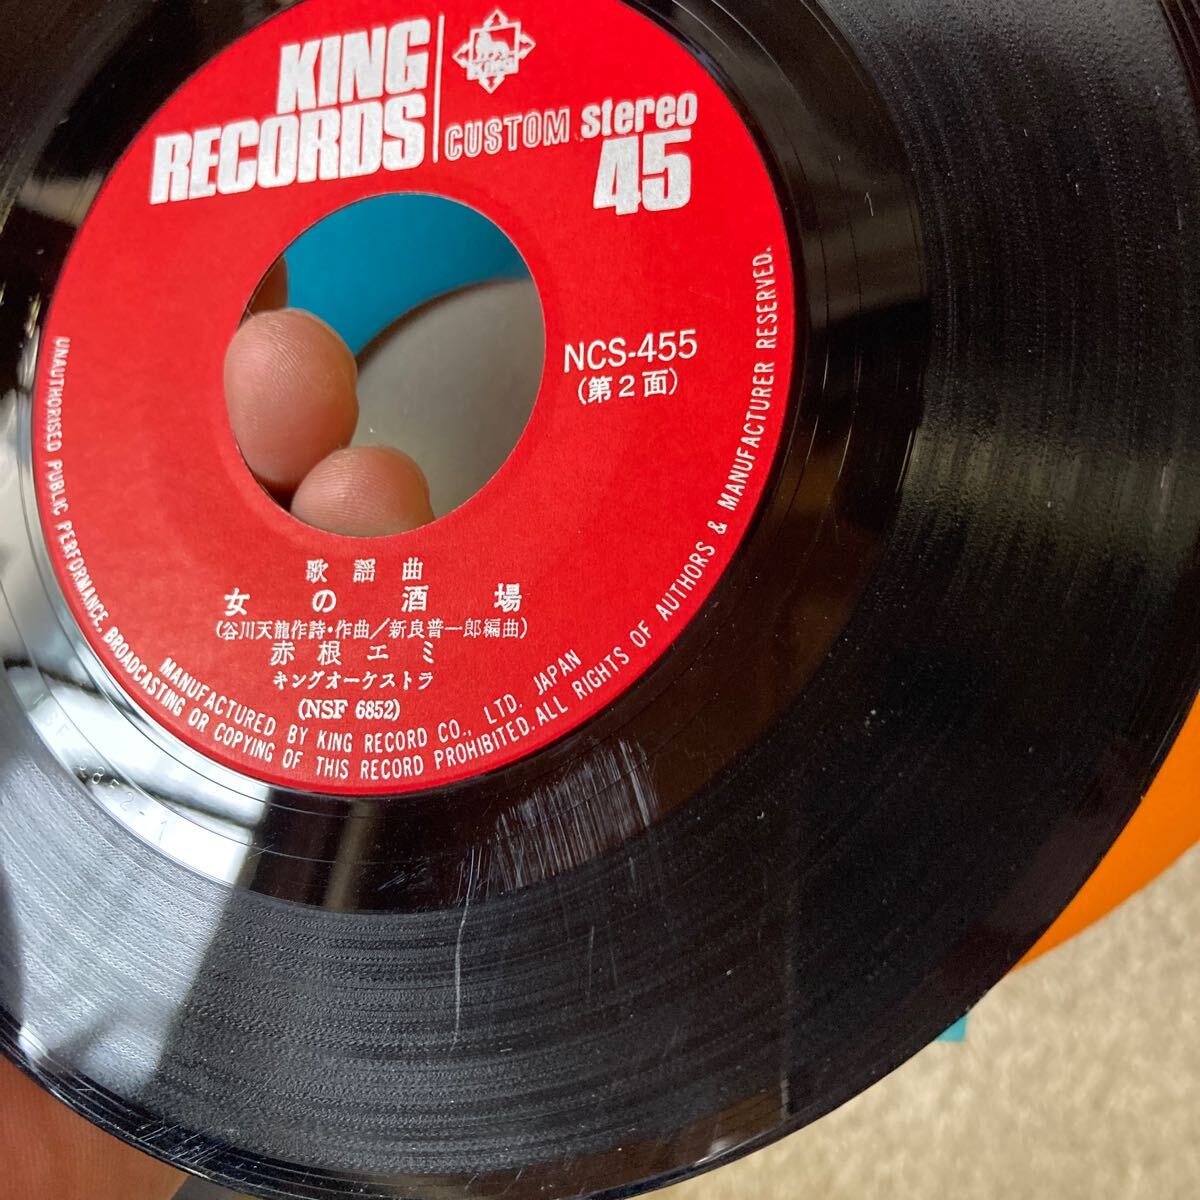 KING
RECORDS
KING
CUSTOM stereo
45
NCS-455
(第2面)
歌謡曲
女の酒場
(谷川天龍作詩・作曲/新良普一郎編曲)
赤根エミ
キングオーケストラ
(NSF 6852)
MANUFACTURED BY KING RECORD CO., LTD. JAPAN
UNAUTHORISED PUBLIC PERFORMANCE, BROADCASTING OR COPYING OF THIS RECORD PROHIBITED. ALL RIGHTS OF AUTHORS & MANUFACTURER RESERVED.